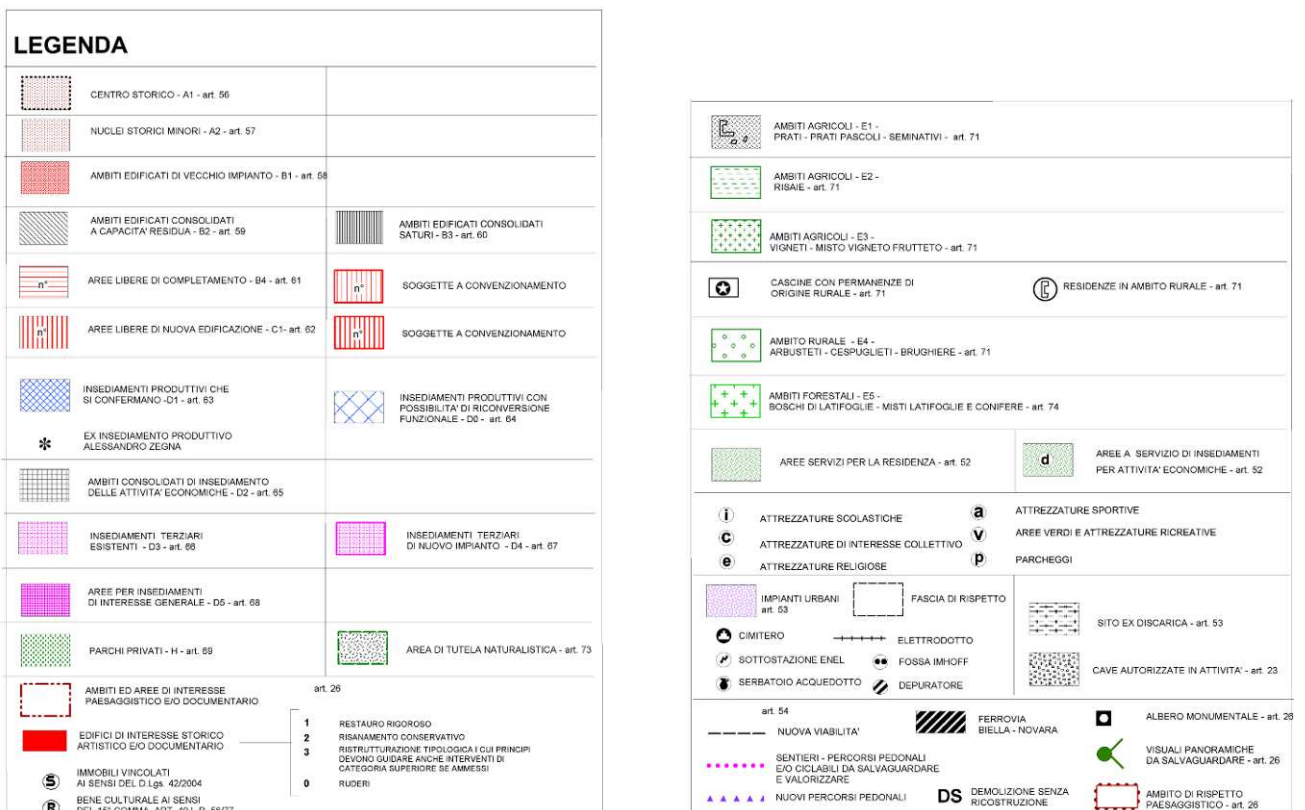 LEGENDA
CENTRO STORICO - A1 - art. 56
NUCLEI STORICI MINORI - A2 - art. 57
AMBITI EDIFICATI DI VECCHIO IMPIANTO - B1 - art. 58
AMBITI EDIFICATI CONSOLIDATI
A CAPACITA' RESIDUA - B2 - art. 59
AMBITI EDIFICATI CONSOLIDATI
SATURI - B3 - art. 60
n°
AREE LIBERE DI COMPLETAMENTO - B4 - art. 61
n°
SOGGETTE A CONVENZIONAMENTO
n°
AREE LIBERE DI NUOVA EDIFICAZIONE - C1- art. 62
n°
SOGGETTE A CONVENZIONAMENTO
INSEDIAMENTI PRODUTTIVI CHE
SI CONFERMANO -D1 - art. 63
INSEDIAMENTI PRODUTTIVI CON
POSSIBILITA' DI RICONVERSIONE
FUNZIONALE - D0 - art. 64
*
EX INSEDIAMENTO PRODUTTIVO
ALESSANDRO ZEGNA
AMBITI CONSOLIDATI DI INSEDIAMENTO
DELLE ATTIVITA' ECONOMICHE - D2 - art. 65
INSEDIAMENTI TERZIARI
ESISTENTI - D3 - art. 66
INSEDIAMENTI TERZIARI
DI NUOVO IMPIANTO - D4 - art. 67
AREE PER INSEDIAMENTI
DI INTERESSE GENERALE - D5 - art. 68
PARCHI PRIVATI - H - art. 69
AREA DI TUTELA NATURALISTICA - art. 73
AMBITI ED AREE DI INTERESSE
PAESAGGISTICO E/O DOCUMENTARIO
art. 26
EDIFICI DI INTERESSE STORICO
ARTISTICO E/O DOCUMENTARIO
1 RESTAURO RIGOROSO
2 RISANAMENTO CONSERVATIVO
3 RISTRUTTURAZIONE TIPOLOGICA I CUI PRINCIPI
DEVONO GUIDARE ANCHE INTERVENTI DI
CATEGORIA SUPERIORE SE AMMESSI
0 RUDERI
S
IMMOBILI VINCOLATI
AI SENSI DEL D.Lgs. 42/2004
R
BENE CULTURALE AI SENSI
DEL 15° COMMA, ART. 49 L.R. 56/77
AMBITI AGRICOLI - E1 -
PRATI - PRATI PASCOLI - SEMINATIVI - art. 71
AMBITI AGRICOLI - E2 -
RISAIE - art. 71
AMBITI AGRICOLI - E3 -
VIGNETI - MISTO VIGNETO FRUTTETO - art. 71
CASCINE CON PERMANENZE DI
ORIGINE RURALE - art. 71
RESIDENZE IN AMBITO RURALE - art. 71
AMBITO RURALE - E4 -
ARBUSTETI - CESPUGLIETI - BRUGHIERE - art. 71
AMBITI FORESTALI - E5 -
BOSCHI DI LATIFOGLIE - MISTI LATIFOGLIE E CONIFERE - art. 74
AREE SERVIZI PER LA RESIDENZA - art. 52
d
AREE A SERVIZIO DI INSEDIAMENTI
PER ATTIVITA' ECONOMICHE - art. 52
i ATTREZZATURE SCOLASTICHE
c ATTREZZATURE DI INTERESSE COLLETTIVO
e ATTREZZATURE RELIGIOSE
a ATTREZZATURE SPORTIVE
v AREE VERDI E ATTREZZATURE RICREATIVE
p PARCHEGGI
IMPIANTI URBANI
art. 53
FASCIA DI RISPETTO
SITO EX DISCARICA - art. 53
CIMITERO
ELETTRODOTTO
SOTTOSTAZIONE ENEL
FOSSA IMHOFF
SERBATOIO ACQUEDOTTO
DEPURATORE
CAVE AUTORIZZATE IN ATTIVITA' - art. 23
art. 54
NUOVA VIABILITA'
FERROVIA
BIELLA - NOVARA
ALBERO MONUMENTALE - art. 26
SENTIERI - PERCORSI PEDONALI
E/O CICLABILI DA SALVAGUARDARE
E VALORIZZARE
VISUALI PANORAMICHE
DA SALVAGUARDARE - art. 26
NUOVI PERCORSI PEDONALI
DS DEMOLIZIONE SENZA
RICOSTRUZIONE
AMBITO DI RISPETTO
PAESAGGISTICO - art. 26